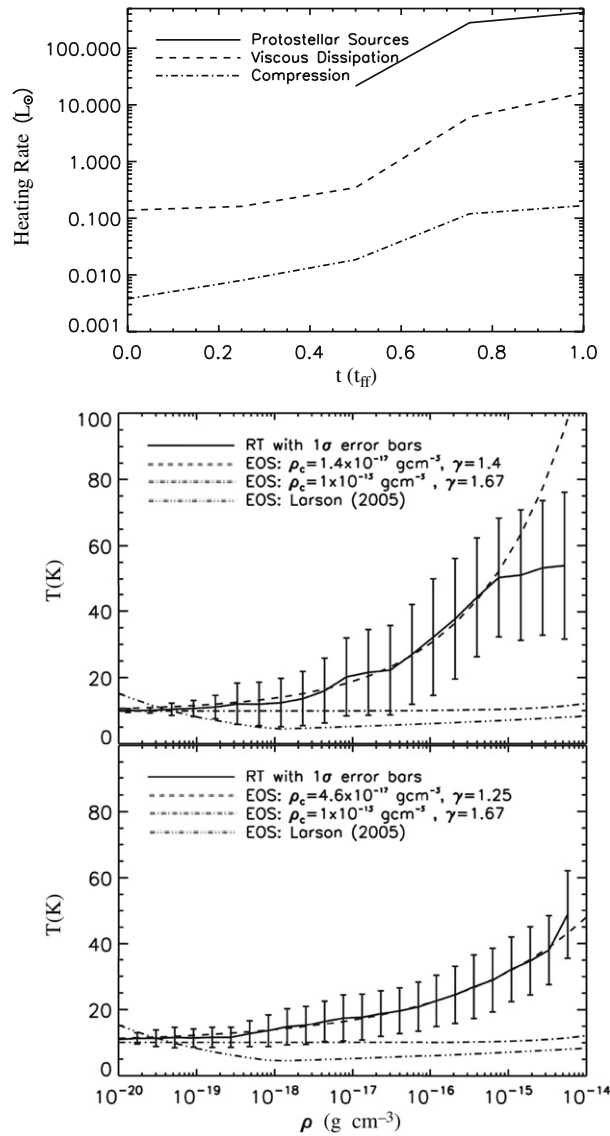 Heating Rate (L☉)
100.000
10.000
1.000
0.100
0.010
0.001
Protostellar Sources
Viscous Dissipation
Compression
0.0 0.2 0.4 0.6 0.8 1.0
t (tff)
T(K)
100
80
60
40
20
0
RT with 1σ error bars
EOS: ρc=1.4x10⁻¹⁷ gcm⁻³, γ=1.4
EOS: ρc=1x10⁻¹³ gcm⁻³ , γ=1.67
EOS: Larson (2005)
T(K)
80
60
40
20
0
RT with 1σ error bars
EOS: ρc=4.6x10⁻¹⁷ gcm⁻³, γ=1.25
EOS: ρc=1x10⁻¹³ gcm⁻³ , γ=1.67
EOS: Larson (2005)
10⁻²⁰ 10⁻¹⁹ 10⁻¹⁸ 10⁻¹⁷ 10⁻¹⁶ 10⁻¹⁵ 10⁻¹⁴
ρ (g cm⁻³)